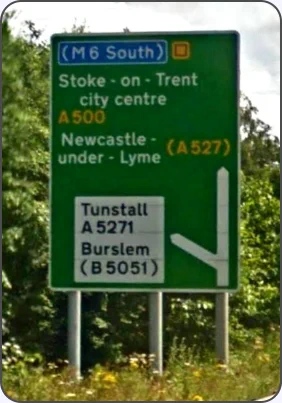 (M6 South)
Stoke - on - Trent
city centre
A500
Newcastle -
under - Lyme (A527)
Tunstall
A5271
Burslem
(B5051)